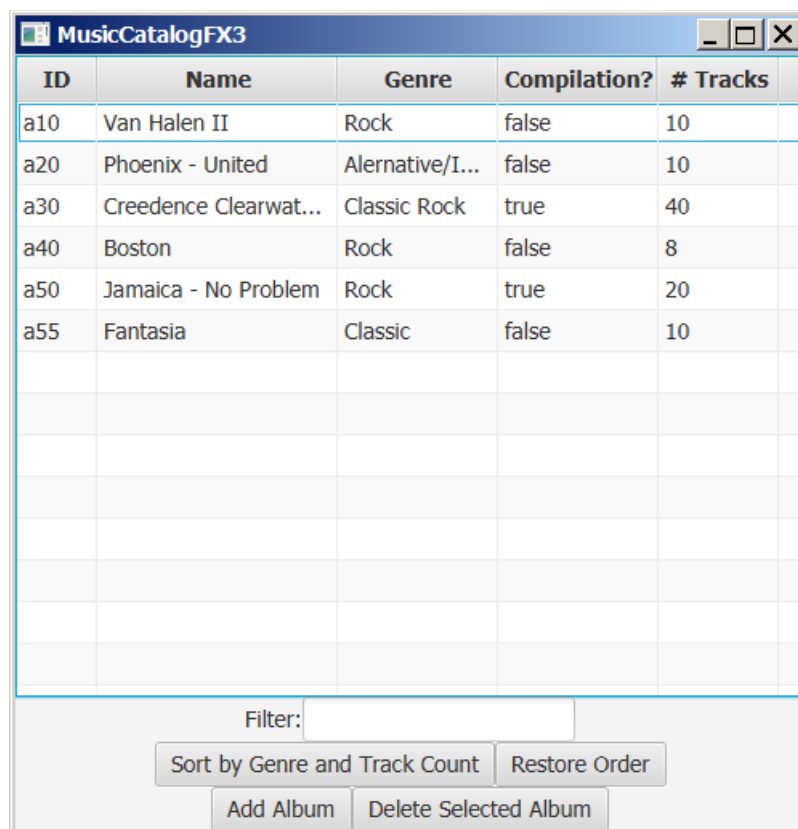 MusicCatalogFX3
ID Name Genre Compilation? # Tracks
a10 Van Halen II Rock false 10
a20 Phoenix - United Alernative/I... false 10
a30 Creedence Clearwat... Classic Rock true 40
a40 Boston Rock false 8
a50 Jamaica - No Problem Rock true 20
a55 Fantasia Classic false 10
Filter:
Sort by Genre and Track Count Restore Order
Add Album Delete Selected Album